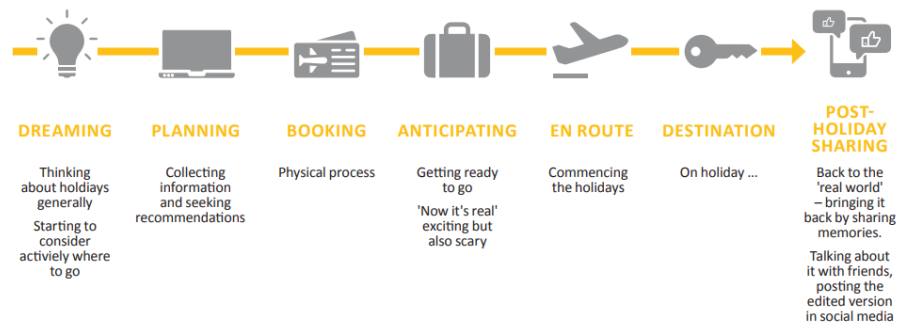 DREAMING
Thinking
about holdiays
generally
Starting to
consider
activiely where
to go
PLANNING
Collecting
information
and seeking
recommendations
BOOKING
Physical process
ANTICIPATING
Getting ready
to go
'Now it's real'
exciting but
also scary
EN ROUTE
Commencing
the holidays
DESTINATION
On holiday ...
POST-
HOLIDAY
SHARING
Back to the
'real world'
– bringing it
back by sharing
memories.
Talking about
it with friends,
posting the
edited version
in social media